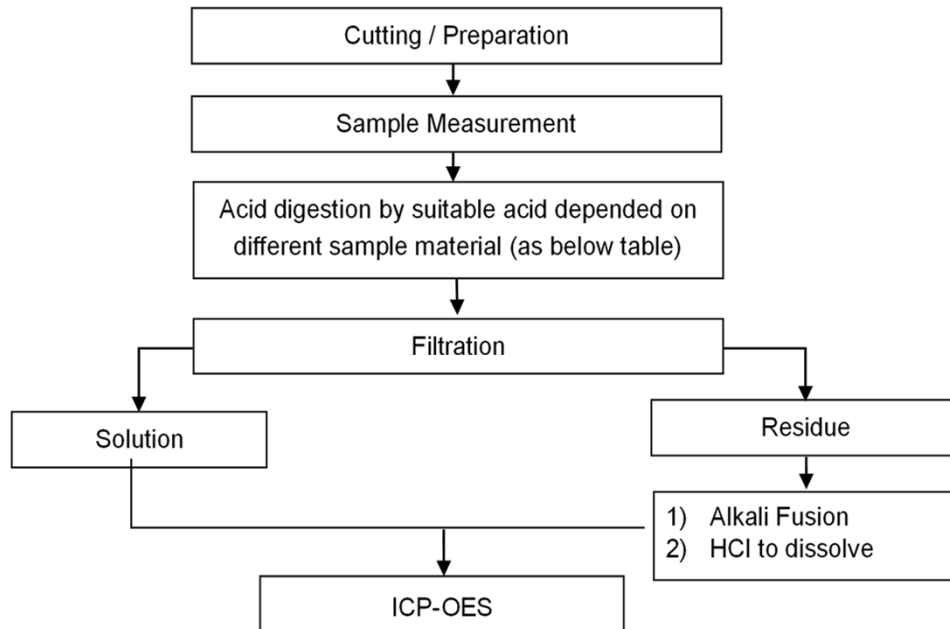 Cutting / Preparation
Sample Measurement
Acid digestion by suitable acid depended on
different sample material (as below table)
Filtration
Solution
Residue
1) Alkali Fusion
2) HCl to dissolve
ICP-OES